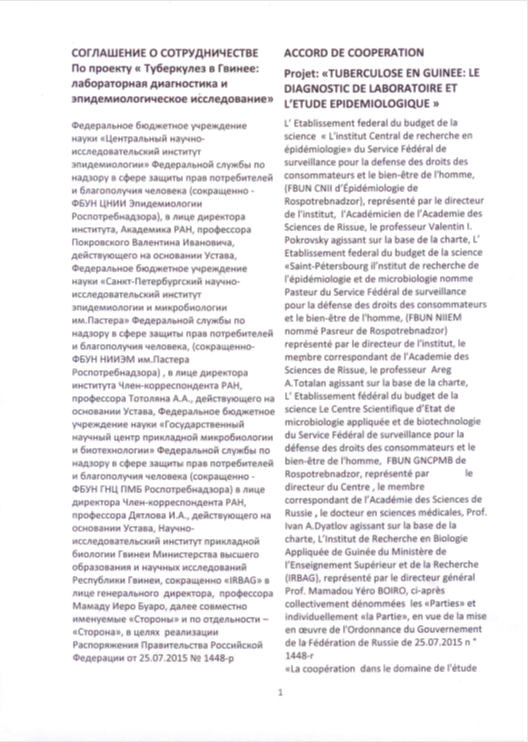 СОГЛАШЕНИЕ О СОТРУДНИЧЕСТВЕ
По проекту « Туберкулез в Гвинее:
лабораторная диагностика и
эпидемиологическое исследование»
Федеральное бюджетное учреждение
науки «Центральный научно-
исследовательский институт
эпидемиологии» Федеральной службы по
надзору в сфере защиты прав потребителей
и благополучия человека (сокращенно -
ФБУН ЦНИИ Эпидемиологии
Роспотребнадзора), в лице директора
института, Академика РАН, профессора
Покровского Валентина Ивановича,
действующего на основании Устава,
Федеральное бюджетное учреждение
науки «Санкт-Петербургский научно-
исследовательский институт
эпидемиологии и микробиологии
им.Пастера» Федеральной службы по
надзору в сфере защиты прав потребителей
и благополучия человека, (сокращенно-
ФБУН НИИЭМ им.Пастера
Роспотребнадзора) , в лице директора
института Член-корреспондента РАН,
профессора Тотоляна А.А., действующего на
основании Устава, Федеральное бюджетное
учреждение науки «Государственный
научный центр прикладной микробиологии
и биотехнологии» Федеральной службы по
надзору в сфере защиты прав потребителей
и благополучия человека (сокращенно -
ФБУН ГНЦ ПМБ Роспотребнадзора) в лице
директора Член-корреспондента РАН,
профессора Дятлова И.А., действующего на
основании Устава, Научно-
исследовательский институт прикладной
биологии Гвинеи Министерства высшего
образования и научных исследований
Республики Гвинеи, сокращенно «IRBAG» в
лице генерального директора, профессора
Мамаду Иеро Буаро, далее совместно
именуемые «Стороны» и по отдельности –
«Сторона», в целях реализации
Распоряжения Правительства Российской
Федерации от 25.07.2015 № 1448-р
ACCORD DE COOPERATION
Projet: «TUBERCULOSE EN GUINEE: LE
DIAGNOSTIC DE LABORATOIRE ET
L’ETUDE EPIDEMIOLOGIQUE »
L’ Etablissement federal du budget de la
science « L’institut Central de recherche en
épidémiologie» du Service Fédéral de
surveillance pour la defense des droits des
consommateurs et le bien-être de l’homme,
(FBUN CNII d’Épidémiologie de
Rospotrebnadzor), représenté par le directeur
de l’institut, l’Académicien de l’Academie des
Sciences de Rissue, le professeur Valentin I.
Pokrovsky agissant sur la base de la charte, L’
Etablissement federal du budget de la science
«Saint-Pétersbourg il’nstitut de recherche de
l’épidémiologie et de microbiologie nomme
Pasteur du Service Fédéral de surveillance
pour la défense des droits des consommateurs
et le bien-être de l’homme, (FBUN NIIEM
nommé Pasreur de Rospotrebnadzor)
représenté par le directeur de l’institut, le
membre correspondant de l’Academie des
Sciences de Rissue, le professeur Areg
A.Totalan agissant sur la base de la charte,
L’ Etablissement fédéral du budget de la
science Le Centre Scientifique d’Etat de
microbiologie appliquée et de biotechnologie
du Service Fédéral de surveillance pour la
défense des droits des consommateurs et le
bien-être de l’homme, FBUN GNCPMB de
Rospotrebnadzor, représenté par le
directeur du Centre , le membre
correspondant de l’Académie des Sciences de
Russie , le docteur en sciences médicales, Prof.
Ivan A.Dyatlov agissant sur la base de la
charte, L’Institut de Recherche en Biologie
Appliquée de Guinée du Ministère de
l’Enseignement Supérieur et de la Recherche
(IRBAG), représenté par le directeur général
Prof. Mamadou Yéro BOIRO, ci-après
collectivement dénommées les «Parties» et
individuellement «la Partie», en vue de la mise
en œuvre de l’Ordonnance du Gouvernement
de la Fédération de Russie de 25.07.2015 n °
1448-r
«La coopération dans le domaine de l’étude
1